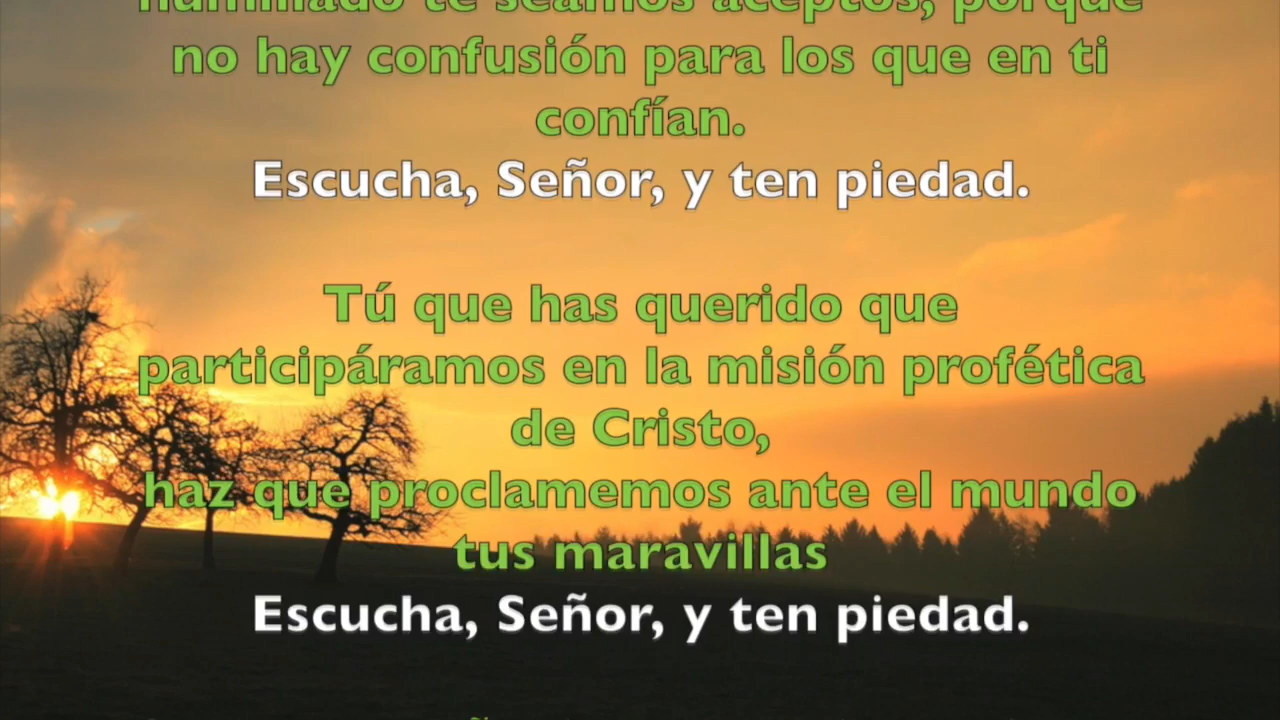 humillado te seamos aceptos, porque
no hay confusión para los que en ti
confían.
Escucha, Señor, y ten piedad.
Tú que has querido que
participáramos en la misión profética
de Cristo,
haz que proclamemos ante el mundo
tus maravillas
Escucha, Señor, y ten piedad.